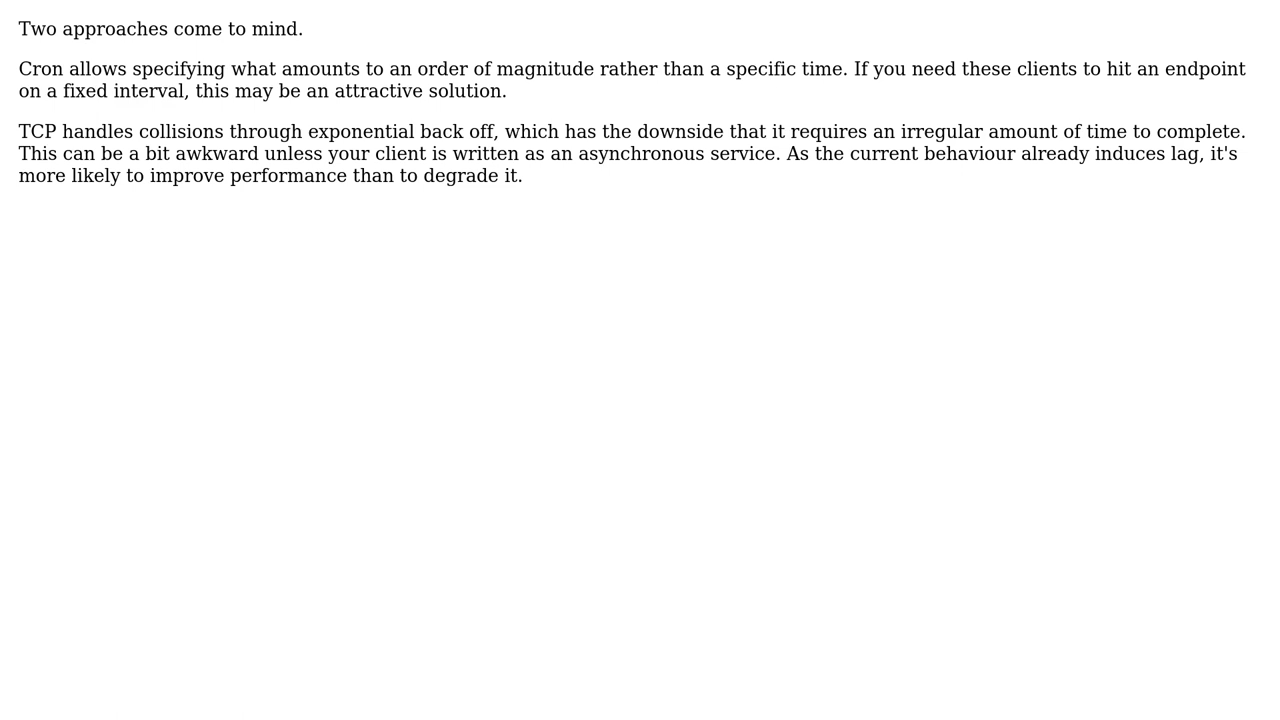 Two approaches come to mind.
Cron allows specifying what amounts to an order of magnitude rather than a specific time. If you need these clients to hit an endpoint
on a fixed interval, this may be an attractive solution.
TCP handles collisions through exponential back off, which has the downside that it requires an irregular amount of time to complete.
This can be a bit awkward unless your client is written as an asynchronous service. As the current behaviour already induces lag, it's
more likely to improve performance than to degrade it.